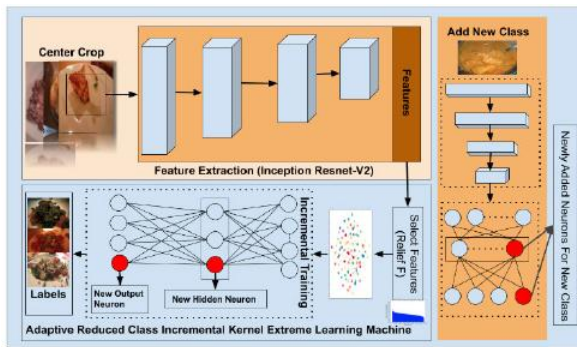 Center Crop
Features
Feature Extraction (Inception Resnet-V2)
Add New Class
Newly Added Neurons For New Class
Incremental Training
Select Features
(Relief F)
Labels
New Output
Neuron
New Hidden Neuron
Adaptive Reduced Class Incremental Kernel Extreme Learning Machine